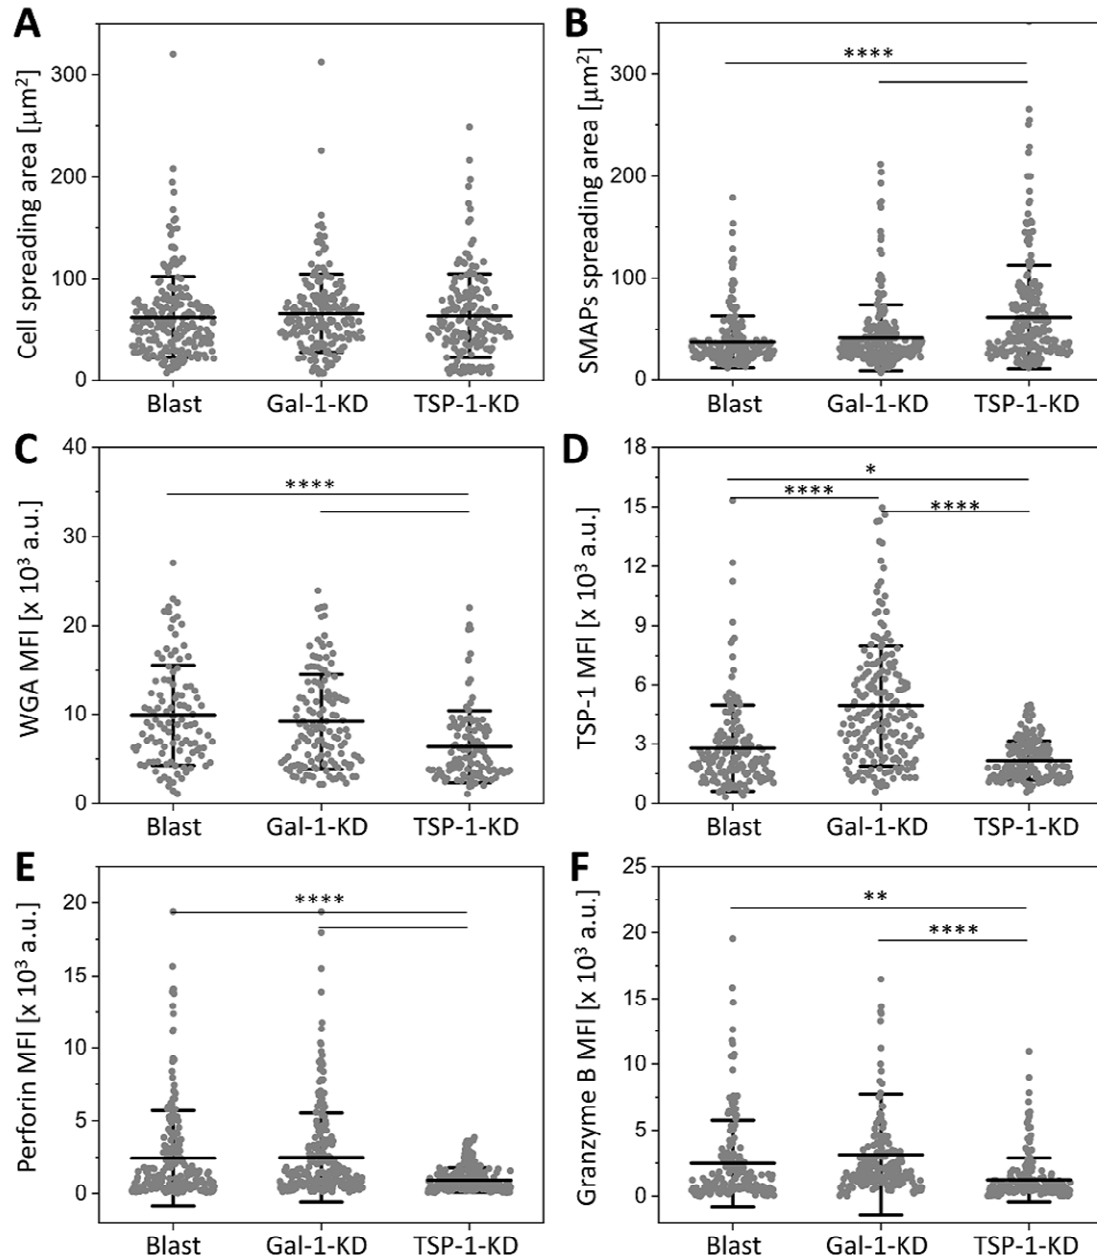 A
Cell spreading area [μm²]
300
200
100
0
Blast Gal-1-KD TSP-1-KD
B
SMAPs spreading area [μm²]
300
200
100
0
****
Blast Gal-1-KD TSP-1-KD
C
WGA MFI [x 10³ a.u.]
40
30
20
10
0
****
Blast Gal-1-KD TSP-1-KD
D
TSP-1 MFI [x 10³ a.u.]
18
15
12
9
6
3
0
*
****
****
Blast Gal-1-KD TSP-1-KD
E
Perforin MFI [x 10³ a.u.]
20
15
10
5
0
****
Blast Gal-1-KD TSP-1-KD
F
Granzyme B MFI [x 10³ a.u.]
25
20
15
10
5
0
**
****
Blast Gal-1-KD TSP-1-KD